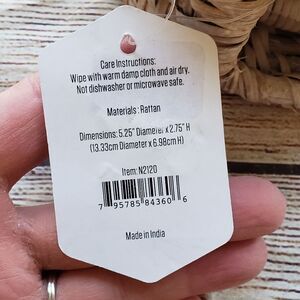 Care Instructions:
Wipe with warm damp cloth and air dry.
Not dishwasher or microwave safe.
Materials : Rattan
Dimensions: 5.25" Diameter x 2.75" H
(13.33cm Diameter x 6.98cm H)
Item: N2120
7 95785 84360 6
Made in India